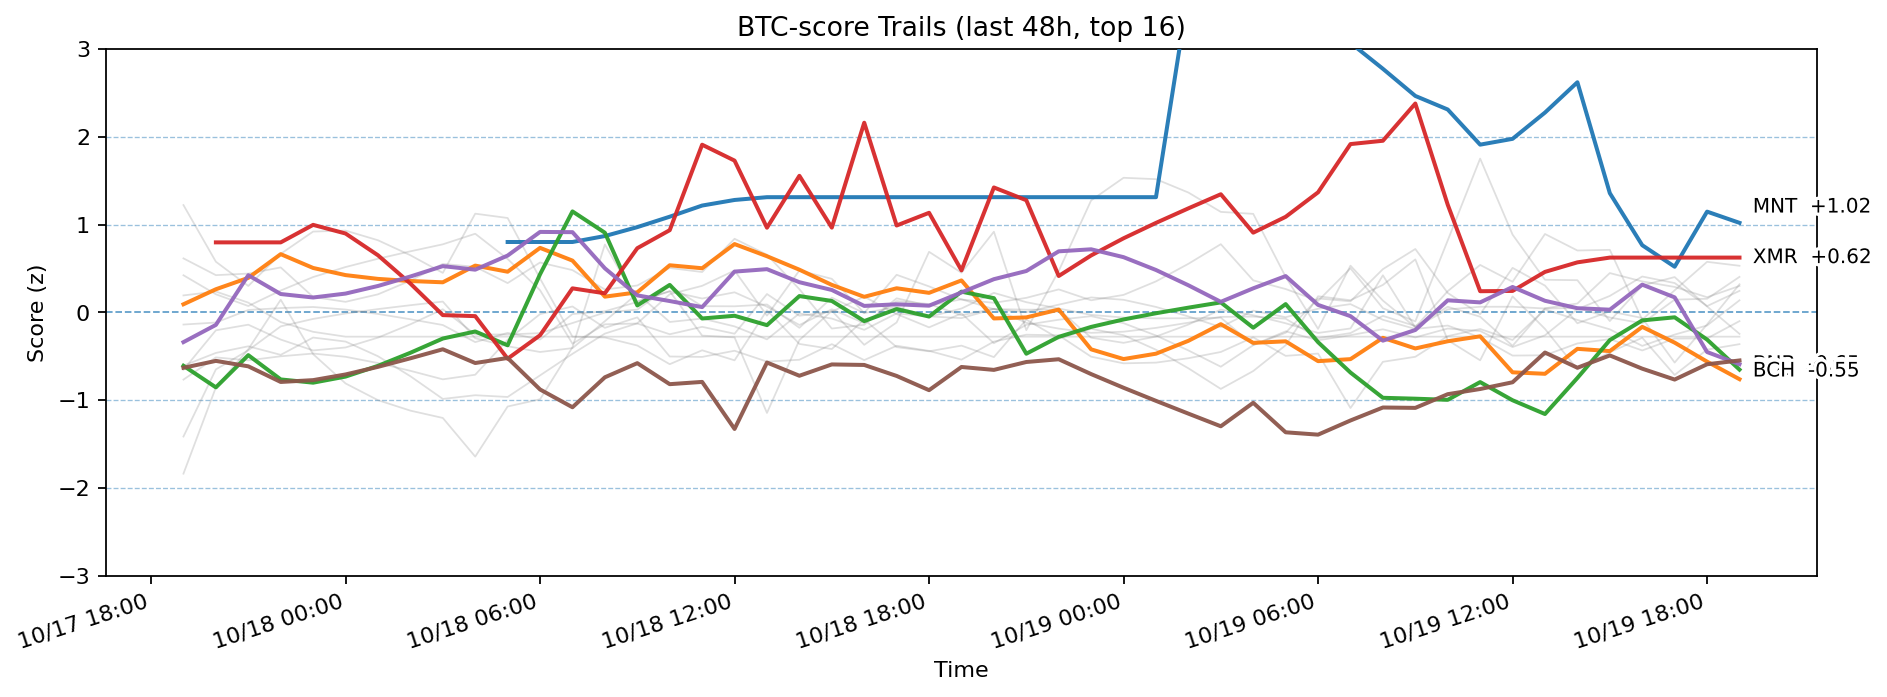 BTC-score Trails (last 48h, top 16)
Score (z)
3
2
1
0
−1
−2
−3
MNT +1.02
XMR +0.62
BCH -0.55
10/17 18:00
10/18 00:00
10/18 06:00
10/18 12:00
10/18 18:00
10/19 00:00
10/19 06:00
10/19 12:00
10/19 18:00
Time